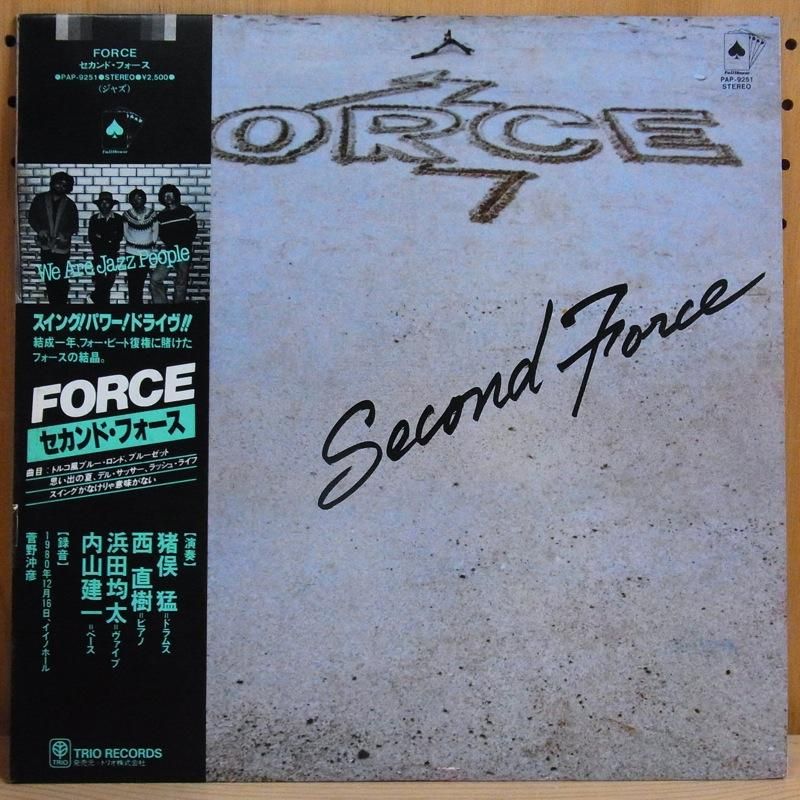 FORCE
セカンド・フォース
●PAP-9251●STEREO●¥2,500●
(ジャズ)
FullHouse
We Are Jazz People
スイング!パワー!ドライヴ!!
結成一年、フォー・ビート復権に賭けた
フォースの結晶。
FORCE
セカンド・フォース
曲目:トルコ風ブルー・ロンド、ブルーゼット
思い出の夏、デル・サッサー、ラッシュ・ライフ
スイングがなけりゃ意味がない
【演奏】
猪俣 猛=ドラムス
西 直樹=ピアノ
浜田均太=ヴァイブ
内山建一=ベース
【録音】
1980年12月16日、イイノホール
菅野沖彦
TRIO
TRIO RECORDS
発売元・トリオ株式会社
FullHouse
PAP-9251
STEREO
ORCE
Second Force